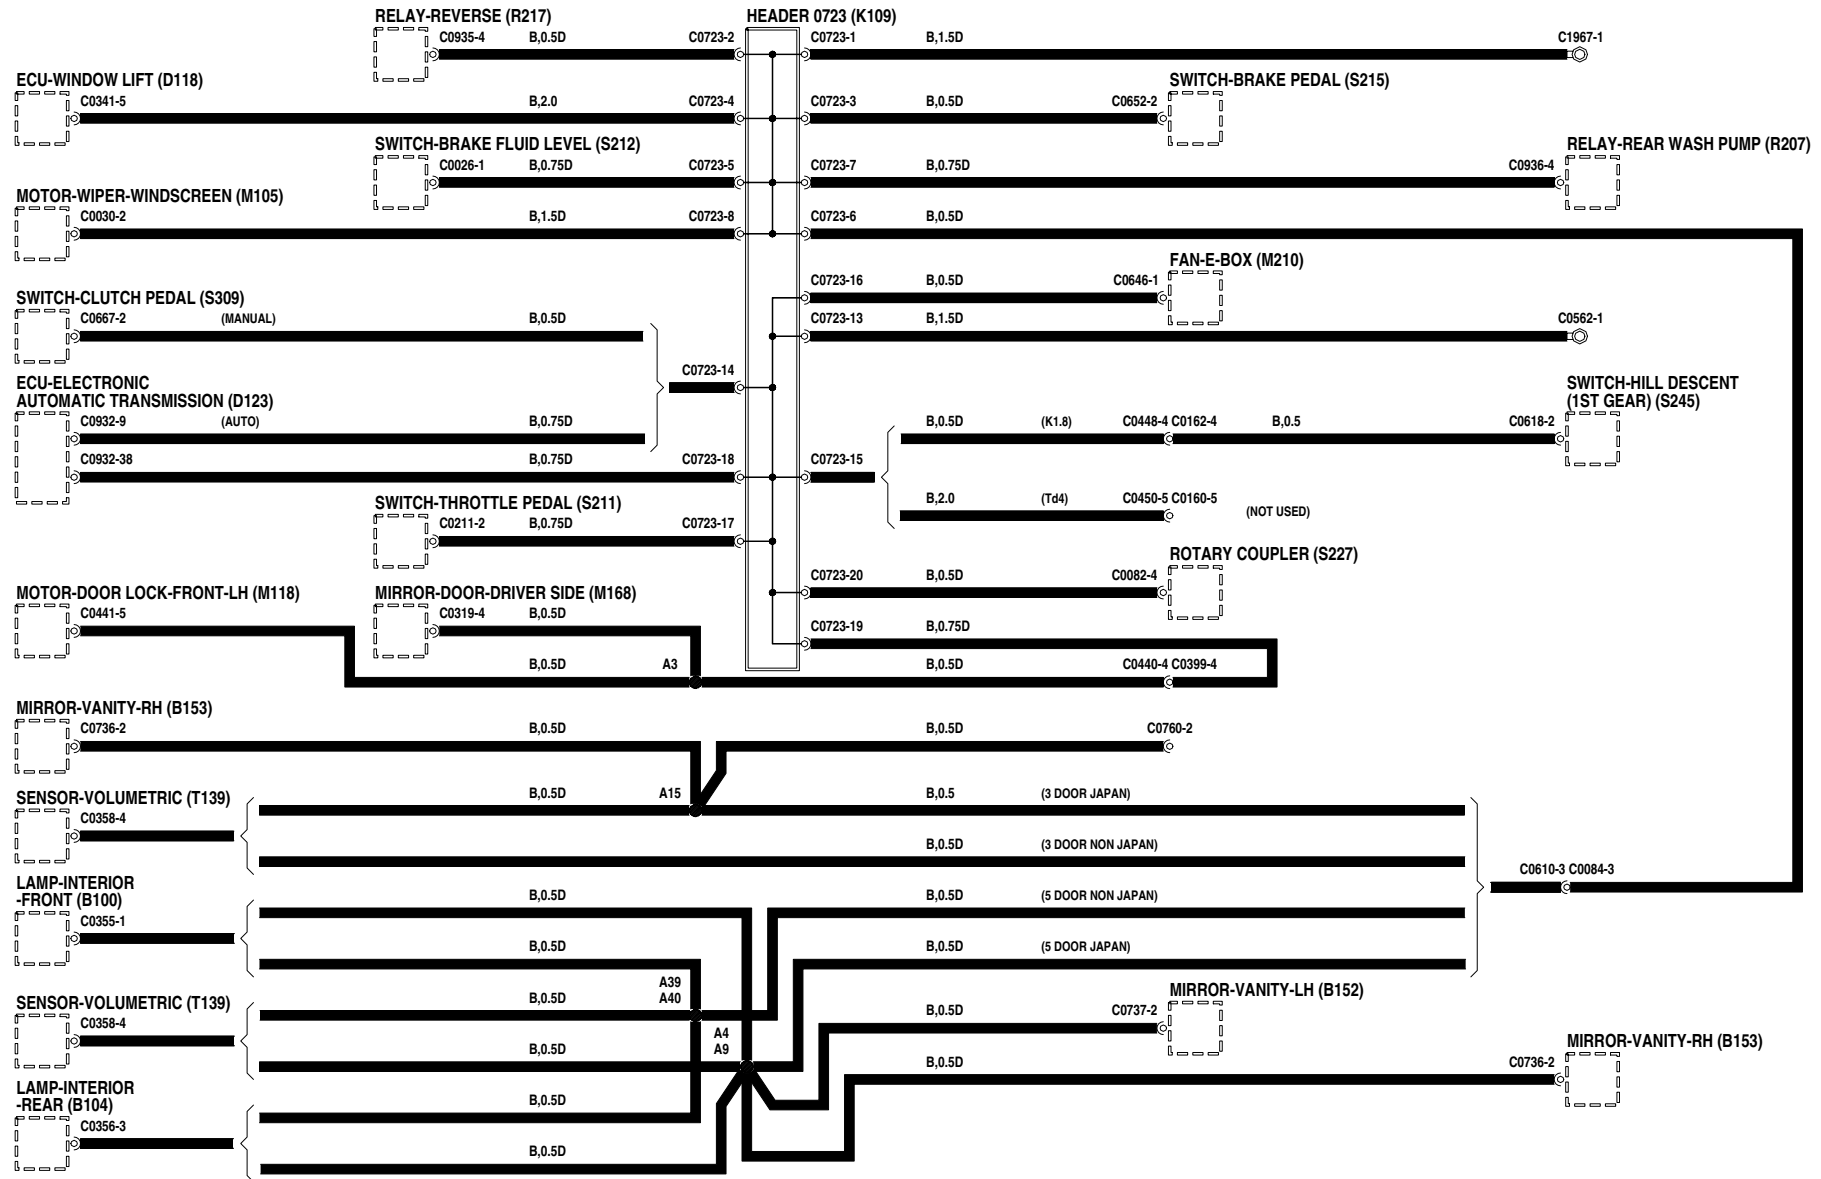 RELAY-REVERSE (R217)
HEADER 0723 (K109)
C0935-4 B,0.5D C0723-2 C0723-1 B,1.5D C1967-1
ECU-WINDOW LIFT (D118)
SWITCH-BRAKE PEDAL (S215)
C0341-5 B,2.0 C0723-4 C0723-3 B,0.5D C0652-2
SWITCH-BRAKE FLUID LEVEL (S212)
RELAY-REAR WASH PUMP (R207)
C0026-1 B,0.75D C0723-5 C0723-7 B,0.75D C0936-4
MOTOR-WIPER-WINDSCREEN (M105)
C0030-2 B,1.5D C0723-8 C0723-6 B,0.5D
FAN-E-BOX (M210)
C0723-16 B,0.5D C0646-1
SWITCH-CLUTCH PEDAL (S309)
C0667-2 (MANUAL) B,0.5D C0723-13 B,1.5D C0562-1
C0723-14
ECU-ELECTRONIC
AUTOMATIC TRANSMISSION (D123)
SWITCH-HILL DESCENT
(1ST GEAR) (S245)
C0932-9 (AUTO) B,0.75D B,0.5D (K1.8) C0448-4 C0162-4 B,0.5 C0618-2
C0932-38 B,0.75D C0723-18 C0723-15
SWITCH-THROTTLE PEDAL (S211)
B,2.0 (Td4) C0450-5 C0160-5 (NOT USED)
C0211-2 B,0.75D C0723-17
ROTARY COUPLER (S227)
C0723-20 B,0.5D C0082-4
MOTOR-DOOR LOCK-FRONT-LH (M118)
MIRROR-DOOR-DRIVER SIDE (M168)
C0441-5 C0319-4 B,0.5D
C0723-19 B,0.75D
B,0.5D A3 B,0.5D C0440-4 C0399-4
MIRROR-VANITY-RH (B153)
C0736-2 B,0.5D B,0.5D C0760-2
SENSOR-VOLUMETRIC (T139)
B,0.5D A15 B,0.5 (3 DOOR JAPAN)
C0358-4
B,0.5D (3 DOOR NON JAPAN)
C0610-3 C0084-3
LAMP-INTERIOR
-FRONT (B100)
B,0.5D B,0.5D (5 DOOR NON JAPAN)
C0355-1
B,0.5D B,0.5D (5 DOOR JAPAN)
A39
SENSOR-VOLUMETRIC (T139)
B,0.5D A40
MIRROR-VANITY-LH (B152)
C0358-4 B,0.5D C0737-2
A4
B,0.5D A9
MIRROR-VANITY-RH (B153)
B,0.5D C0736-2
LAMP-INTERIOR
-REAR (B104)
B,0.5D
C0356-3
B,0.5D